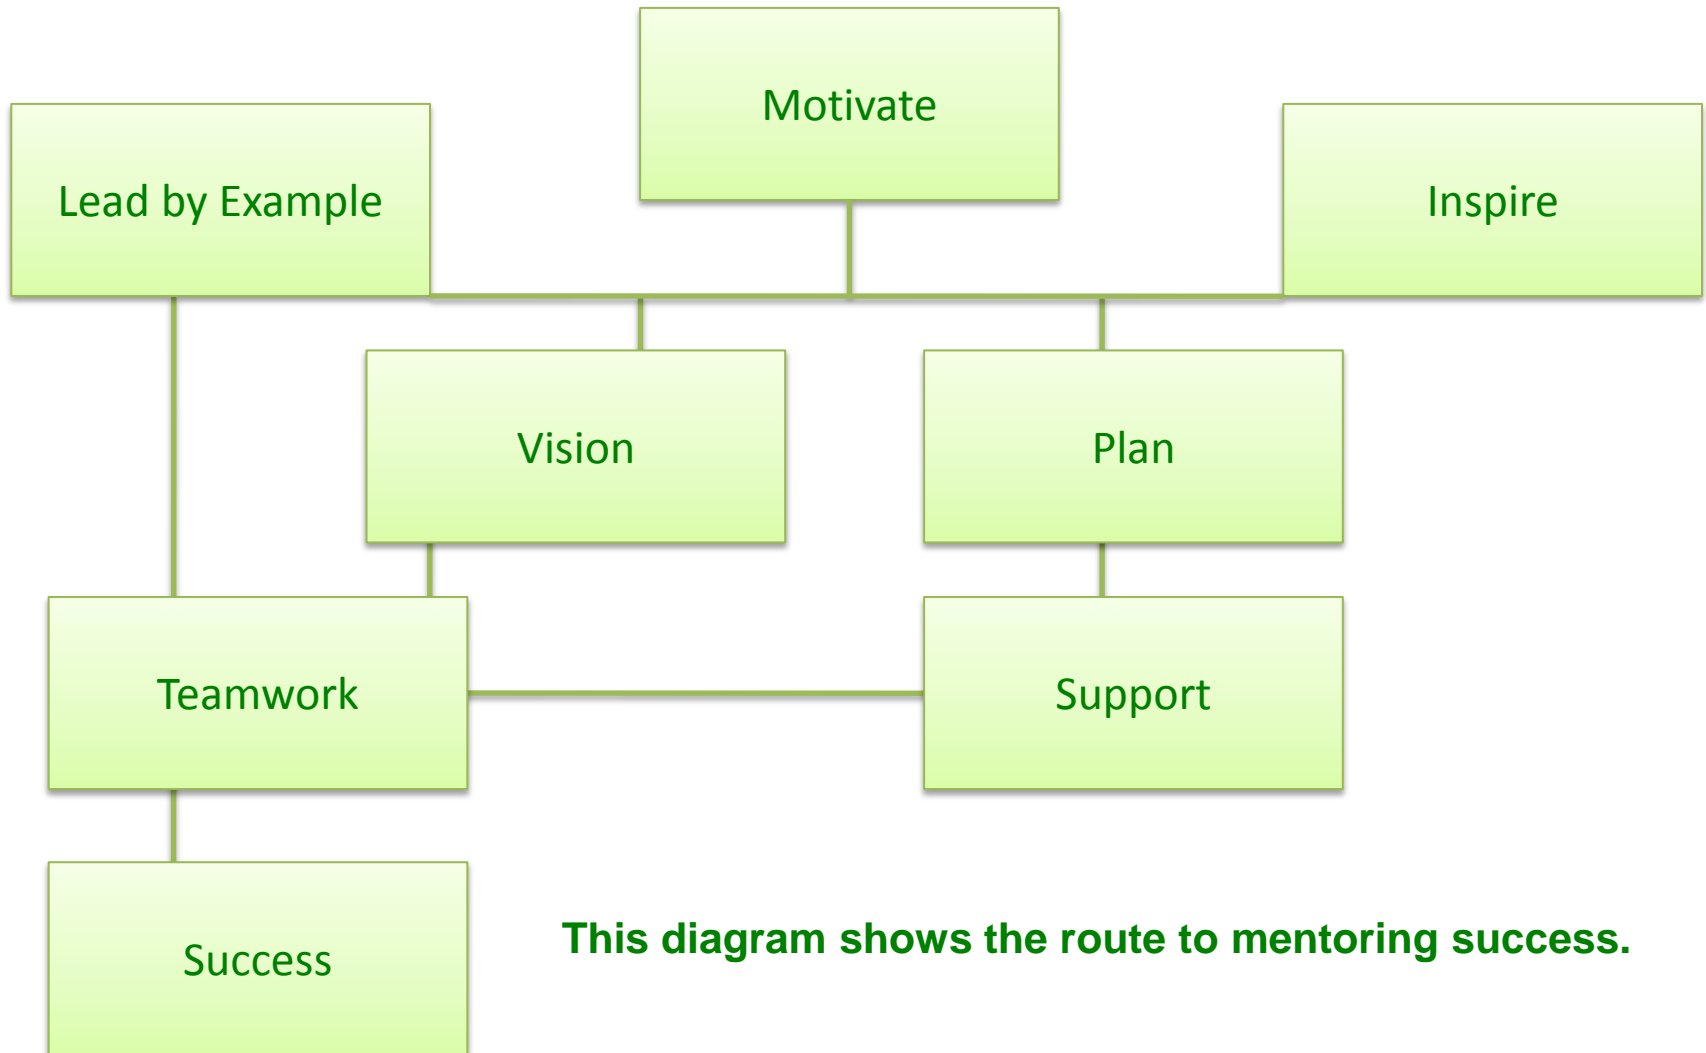 Motivate
Lead by Example
Inspire
Vision
Plan
Teamwork
Support
Success
This diagram shows the route to mentoring success.